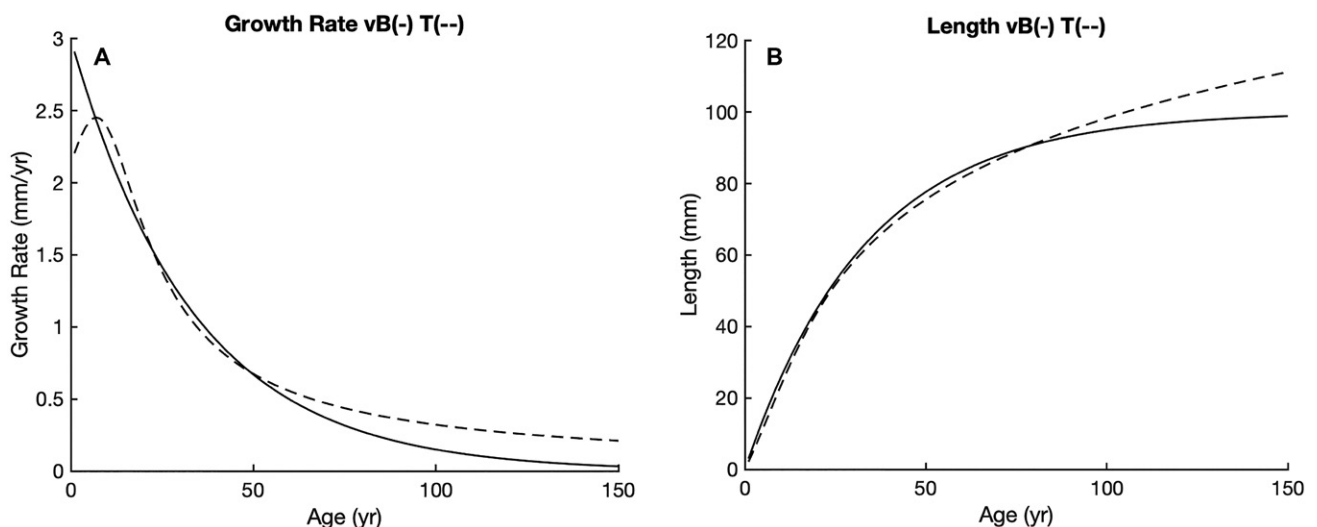 Growth Rate vB(-) T(--)
A
3
2.5
2
1.5
1
0.5
0
Growth Rate (mm/yr)
0 50 100 150
Age (yr)
Length vB(-) T(--)
B
120
100
80
60
40
20
0
Length (mm)
0 50 100 150
Age (yr)